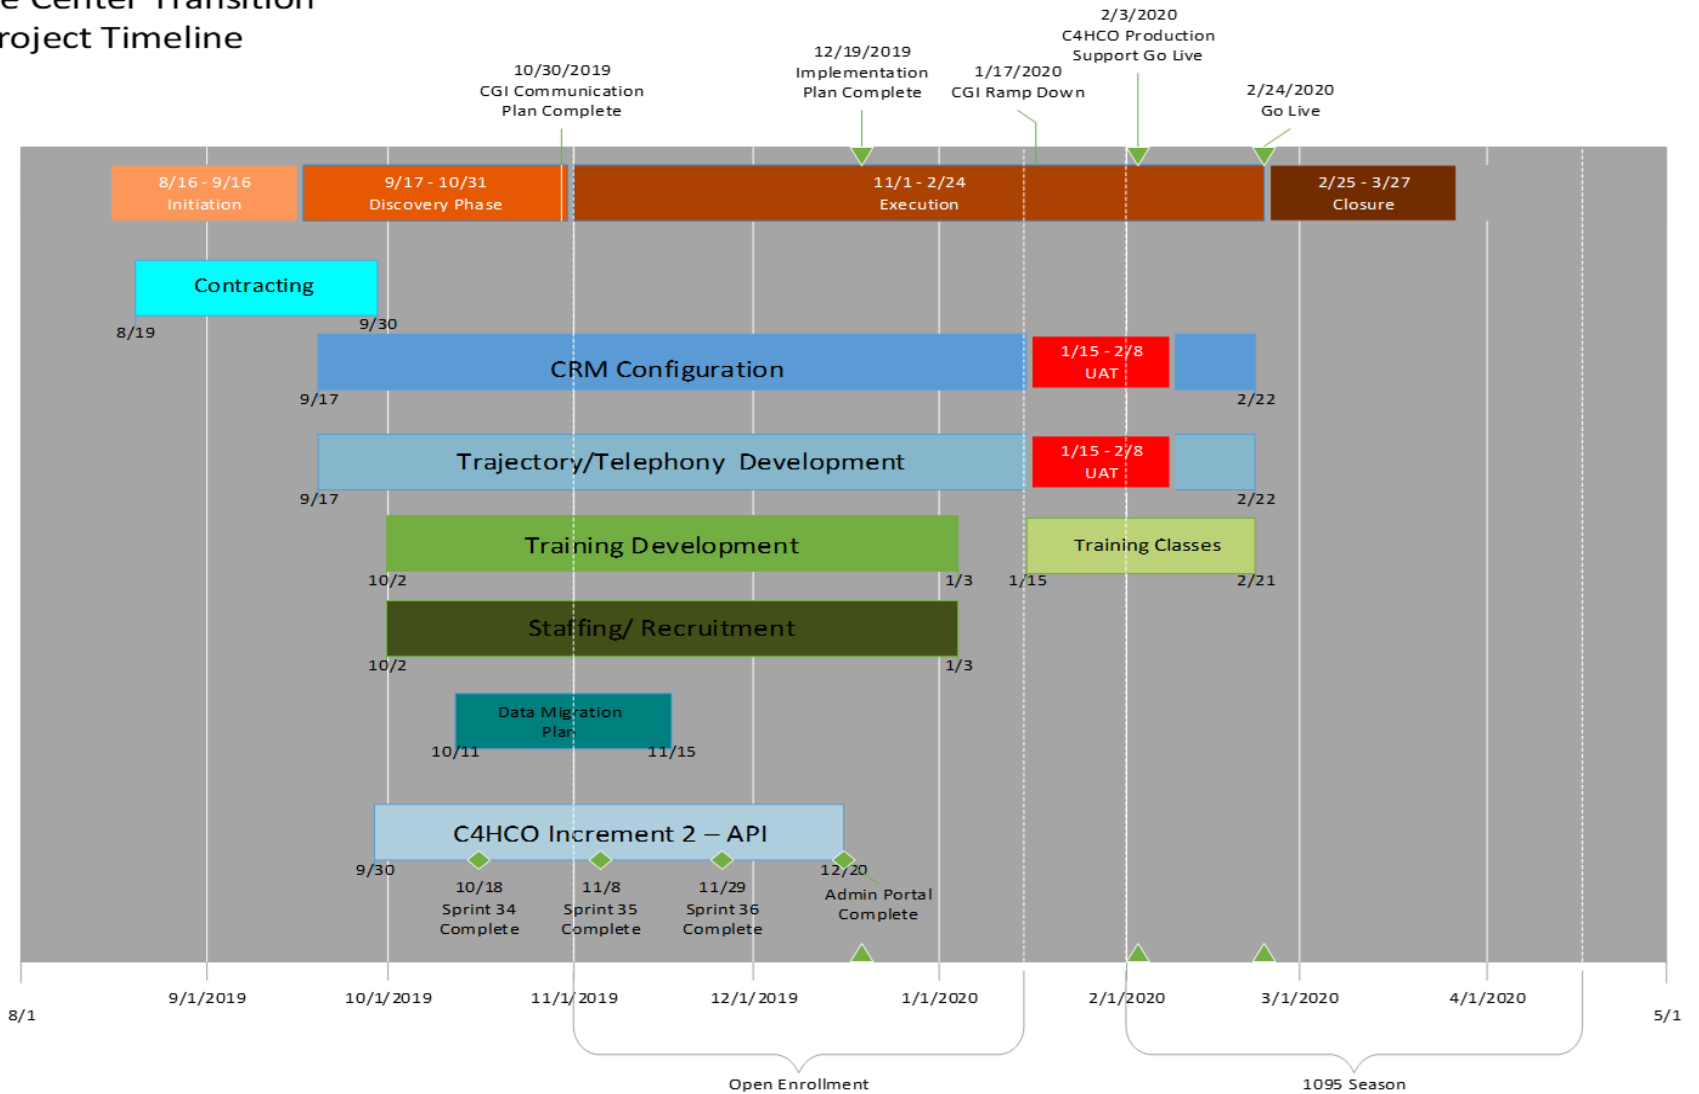 e Center Transition
roject Timeline
2/3/2020
C4HCO Production
Support Go Live
12/19/2019
Implementation
Plan Complete
10/30/2019
CGI Communication
Plan Complete
1/17/2020
CGI Ramp Down
2/24/2020
Go Live
8/16 - 9/16
Initiation
9/17 - 10/31
Discovery Phase
11/1 - 2/24
Execution
2/25 - 3/27
Closure
Contracting
8/19
9/30
CRM Configuration
1/15 - 2/8
UAT
9/17
2/22
Trajectory/Telephony Development
1/15 - 2/8
UAT
9/17
2/22
Training Development
Training Classes
10/2
1/3
1/15
2/21
Staffing/ Recruitment
10/2
1/3
Data Migration
Plan
10/11
11/15
C4HCO Increment 2 – API
9/30
12/20
10/18
Sprint 34
Complete
11/8
Sprint 35
Complete
11/29
Sprint 36
Complete
Admin Portal
Complete
8/1
9/1/2019
10/1/2019
11/1/2019
12/1/2019
1/1/2020
2/1/2020
3/1/2020
4/1/2020
5/1
Open Enrollment
1095 Season